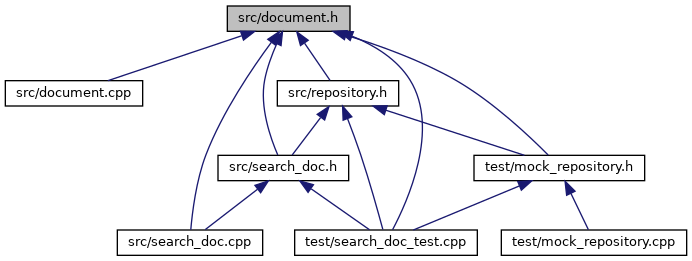 src/document.h
src/document.cpp
src/repository.h
src/search_doc.h
test/mock_repository.h
src/search_doc.cpp
test/search_doc_test.cpp
test/mock_repository.cpp